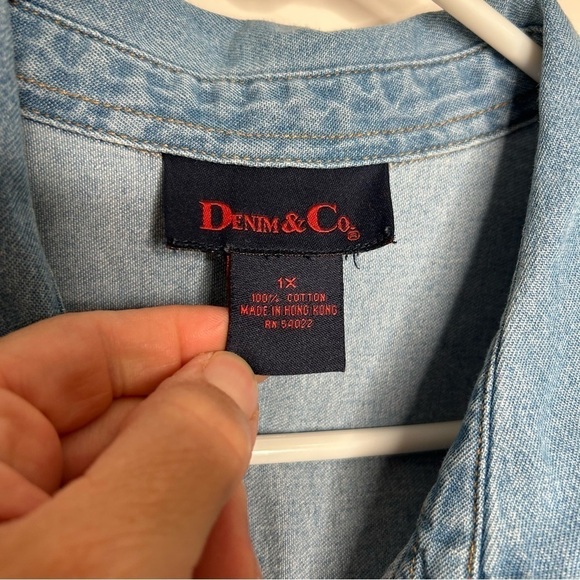 DENIM & CO.®
1X
100% COTTON
MADE IN HONG KONG
RN 54022